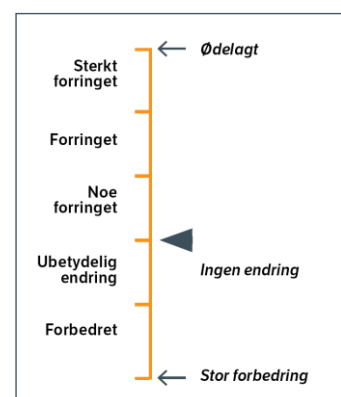 Ødelagt
Sterkt
forringet
Forringet
Noe
forringet
Ubetydelig
endring
Ingen endring
Forbedret
Stor forbedring